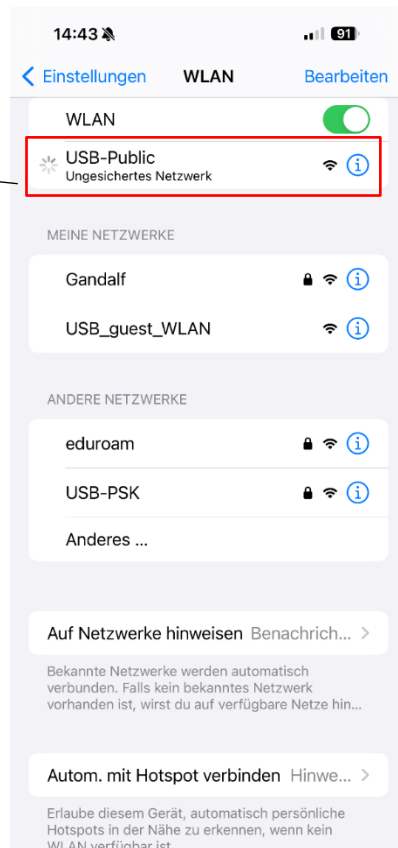 14:43 91
Einstellungen WLAN Bearbeiten
WLAN
USB-Public
Ungesichertes Netzwerk
MEINE NETZWERKE
Gandalf
USB_guest_WLAN
ANDERE NETZWERKE
eduroam
USB-PSK
Anderes ...
Auf Netzwerke hinweisen Benachrich...
Bekannte Netzwerke werden automatisch
verbunden. Falls kein bekanntes Netzwerk
vorhanden ist, wirst du auf verfügbare Netze hin...
Autom. mit Hotspot verbinden Hinwe...
Erlaube diesem Gerät, automatisch persönliche
Hotspots in der Nähe zu erkennen, wenn kein
WLAN verfügbar ist